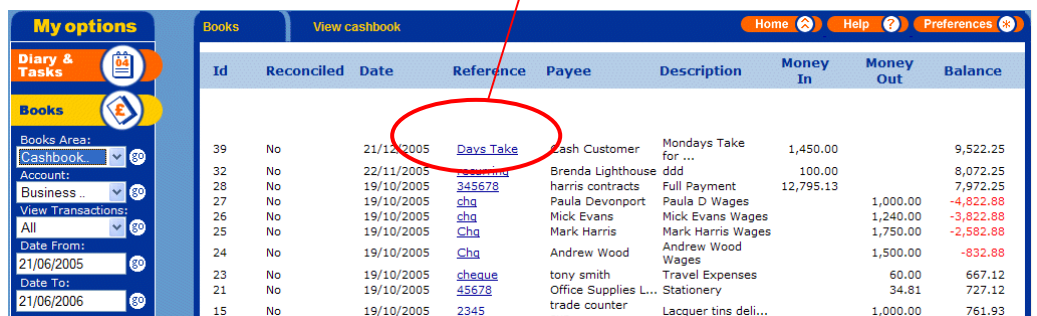 My options
Books View cashbook Home Help ? Preferences *
Diary & Tasks 04
Id Reconciled Date Reference Payee Description Money In Money Out Balance
Books £
Books Area:
Cashbook.. go
Account:
Business .. go
View Transactions:
All go
Date From:
21/06/2005 go
Date To:
21/06/2006 go
39 No 21/12/2005 Days Take Cash Customer Mondays Take for ... 1,450.00 9,522.25
32 No 22/11/2005 recurring Brenda Lighthouse ddd 100.00 8,072.25
28 No 19/10/2005 345678 harris contracts Full Payment 12,795.13 7,972.25
27 No 19/10/2005 chq Paula Devonport Paula D Wages 1,000.00 -4,822.88
26 No 19/10/2005 chq Mick Evans Mick Evans Wages 1,240.00 -3,822.88
25 No 19/10/2005 Chq Mark Harris Mark Harris Wages 1,750.00 -2,582.88
24 No 19/10/2005 Chq Andrew Wood Andrew Wood Wages 1,500.00 -832.88
23 No 19/10/2005 cheque tony smith Travel Expenses 60.00 667.12
21 No 19/10/2005 45678 Office Supplies L... Stationery 34.81 727.12
15 No 19/10/2005 2345 trade counter Lacquer tins deli... 1,000.00 761.93